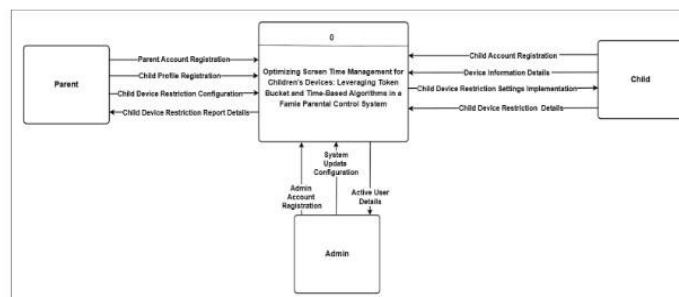 0
Optimizing Screen Time Management for
Children's Devices: Leveraging Token
Bucket and Time-Based Algorithms in a
Famie Parental Control System
Parent
Parent Account Registration
Child Profile Registration
Child Device Restriction Configuration
Child Device Restriction Report Details
Child Account Registration
Device Information Details
Child Device Restriction Settings Implementation
Child Device Restriction Details
Child
Admin
Account
Registration
System
Update
Configuration
Active User
Details
Admin